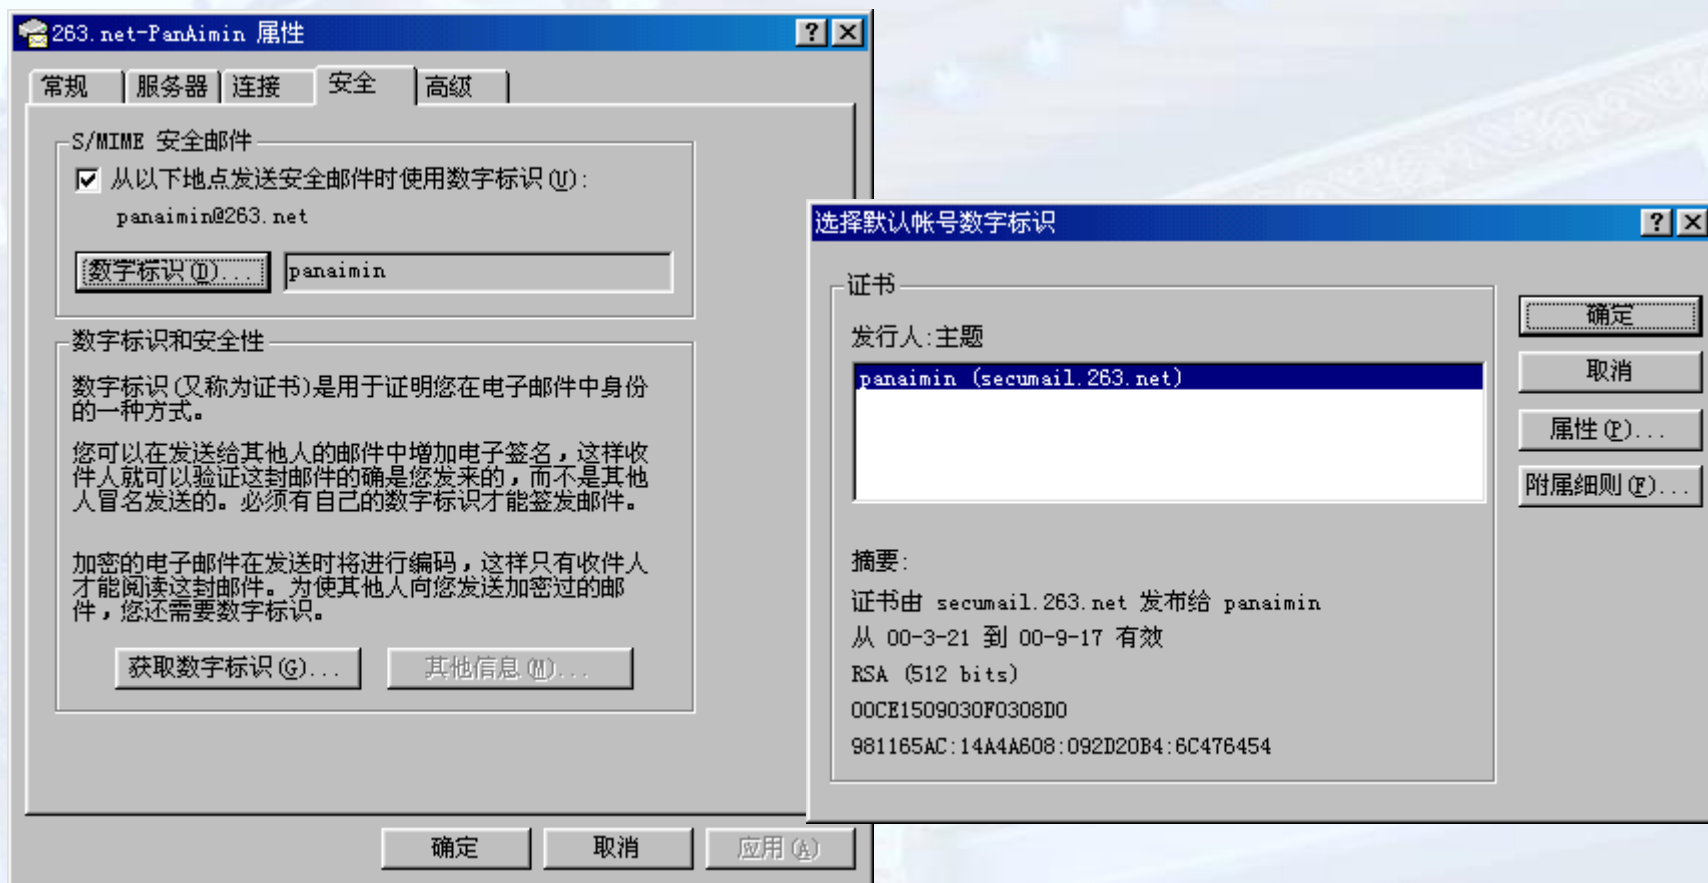 263.net-PanAimin 属性
常规 服务器 连接 安全 高级
S/MIME 安全邮件
从以下地点发送安全邮件时使用数字标识(U):
panaimin@263.net
数字标识(D)... panaimin
数字标识和安全性
数字标识(又称为证书)是用于证明您在电子邮件中身份
的一种方式。
您可以在发送给其他人的邮件中增加电子签名，这样收
件人就可以验证这封邮件的确是您发来的，而不是其他
人冒名发送的。必须有自己的数字标识才能签发邮件。
加密的电子邮件在发送时将进行编码，这样只有收件人
才能阅读这封邮件。为使其他人向您发送加密过的邮
件，您还需要数字标识。
获取数字标识(G)... 其他信息(M)...
确定 取消 应用(A)
选择默认帐号数字标识
证书
发行人:主题
panaimin (secumail.263.net)
确定
取消
属性(P)...
附属细则(F)...
摘要:
证书由 secumail.263.net 发布给 panaimin
从 00-3-21 到 00-9-17 有效
RSA (512 bits)
00CE1509030F0308D0
981165AC:14A4A608:092D20B4:6C476454